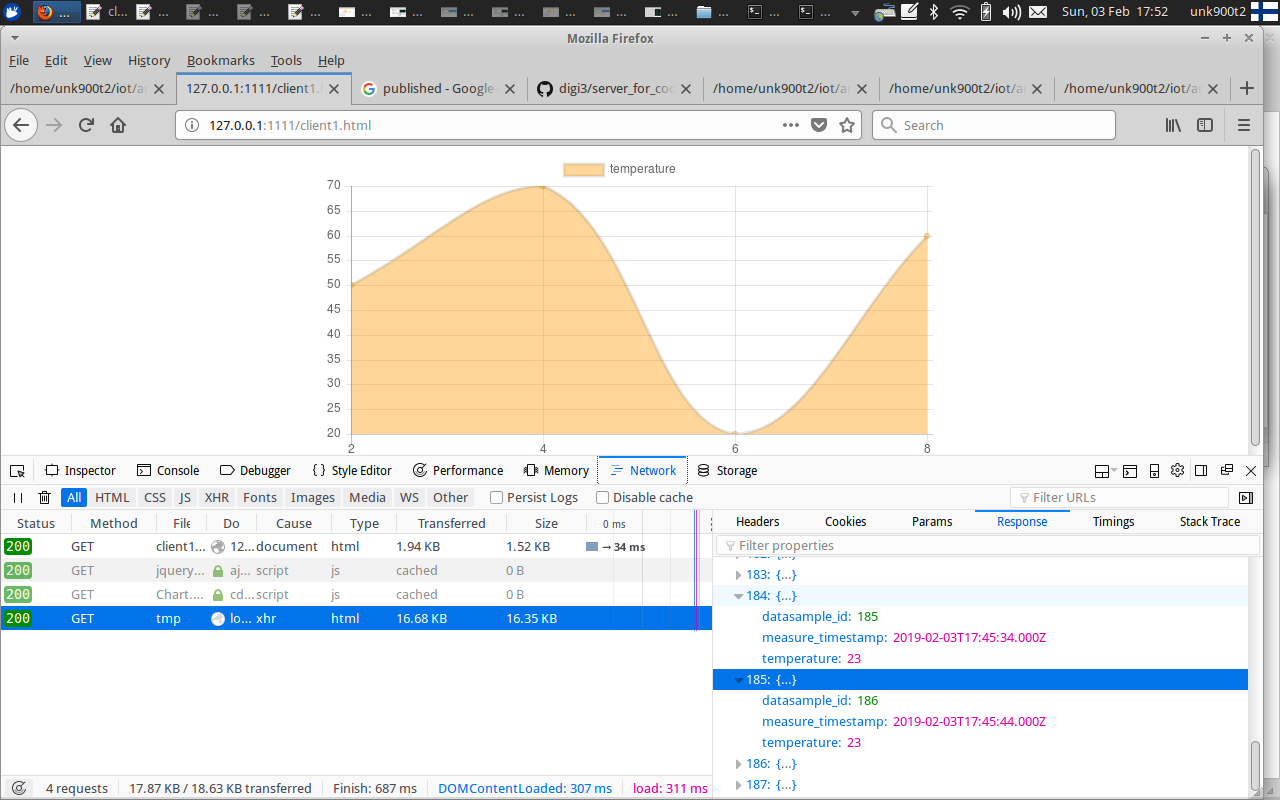 ... cl... ... ... ... ... ... ... ... ... ... ... ... ... ... ... ... Sun, 03 Feb 17:52 unk900t2
Mozilla Firefox
File Edit View History Bookmarks Tools Help
/home/unk900t2/iot/ar 127.0.0.1:1111/client1. published - Google- digi3/server_for_coo /home/unk900t2/iot/ar /home/unk900t2/iot/ar /home/unk900t2/iot/ar
127.0.0.1:1111/client1.html Search
temperature
70
65
60
55
50
45
40
35
30
25
20
2 4 6 8
Inspector Console Debugger {} Style Editor Performance Memory Network Storage
All HTML CSS JS XHR Fonts Images Media WS Other Persist Logs Disable cache Filter URLs
Status Method File Do Cause Type Transferred Size 0 ms
200 GET client1... 12... document html 1.94 KB 1.52 KB → 34 ms
200 GET jquery... aj... script js cached 0 B
200 GET Chart.... cd... script js cached 0 B
200 GET tmp lo... xhr html 16.68 KB 16.35 KB
4 requests 17.87 KB / 18.63 KB transferred Finish: 687 ms DOMContentLoaded: 307 ms load: 311 ms
Headers Cookies Params Response Timings Stack Trace
Filter properties
183: {...}
184: {...}
datasample_id: 185
measure_timestamp: 2019-02-03T17:45:34.000Z
temperature: 23
185: {...}
datasample_id: 186
measure_timestamp: 2019-02-03T17:45:44.000Z
temperature: 23
186: {...}
187: {...}